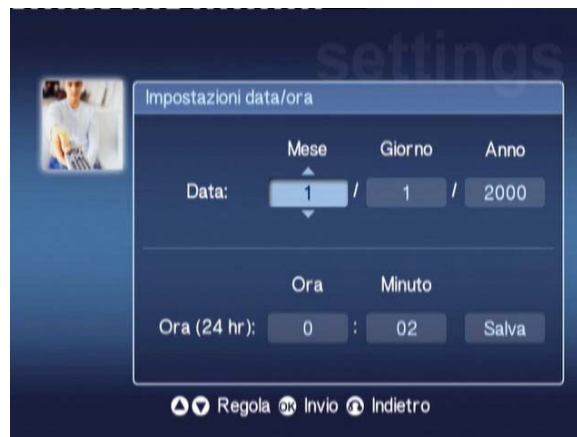 settings
Impostazioni data/ora
Mese Giorno Anno
Data: 1 / 1 / 2000
Ora Minuto
Ora (24 hr): 0 : 02 Salva
Regola OK Invio Indietro